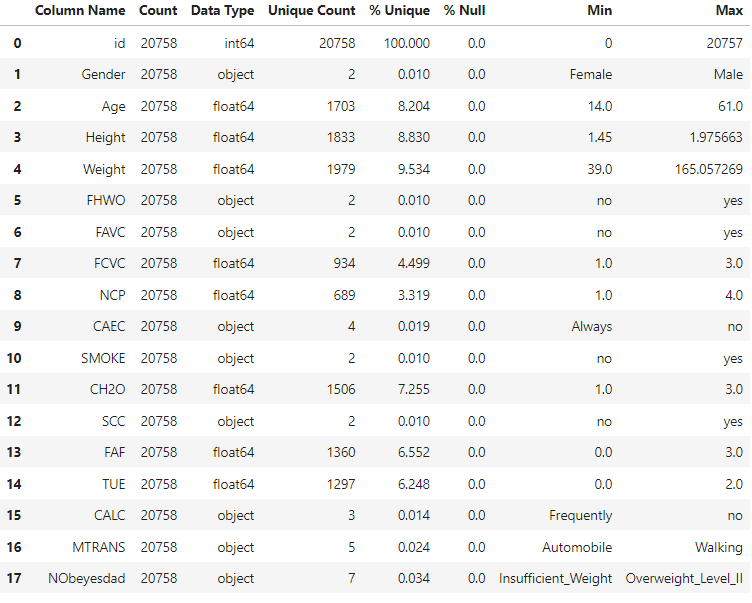 Column Name Count Data Type Unique Count % Unique % Null Min Max
0 id 20758 int64 20758 100.000 0.0 0 20757
1 Gender 20758 object 2 0.010 0.0 Female Male
2 Age 20758 float64 1703 8.204 0.0 14.0 61.0
3 Height 20758 float64 1833 8.830 0.0 1.45 1.975663
4 Weight 20758 float64 1979 9.534 0.0 39.0 165.057269
5 FHWO 20758 object 2 0.010 0.0 no yes
6 FAVC 20758 object 2 0.010 0.0 no yes
7 FCVC 20758 float64 934 4.499 0.0 1.0 3.0
8 NCP 20758 float64 689 3.319 0.0 1.0 4.0
9 CAEC 20758 object 4 0.019 0.0 Always no
10 SMOKE 20758 object 2 0.010 0.0 no yes
11 CH2O 20758 float64 1506 7.255 0.0 1.0 3.0
12 SCC 20758 object 2 0.010 0.0 no yes
13 FAF 20758 float64 1360 6.552 0.0 0.0 3.0
14 TUE 20758 float64 1297 6.248 0.0 0.0 2.0
15 CALC 20758 object 3 0.014 0.0 Frequently no
16 MTRANS 20758 object 5 0.024 0.0 Automobile Walking
17 NObeyesdad 20758 object 7 0.034 0.0 Insufficient_Weight Overweight_Level_II